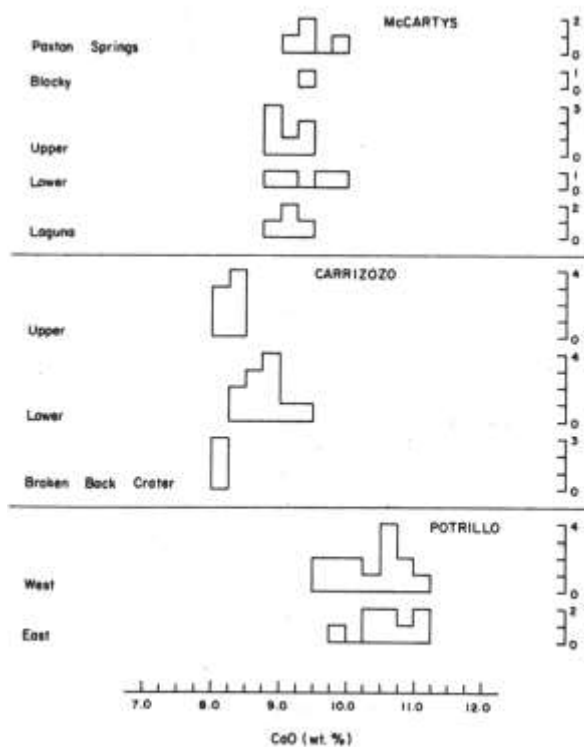 McCARTYS
2
Paxton Springs
0
1
Blocky
0
3
Upper
0
1
Lower
0
2
Laguna
0
CARRIZOZO
4
Upper
0
4
Lower
0
3
Broken Back Crater
0
POTRILLO
4
West
0
2
East
0
7.0 8.0 9.0 10.0 11.0 12.0
CaO (wt. %)